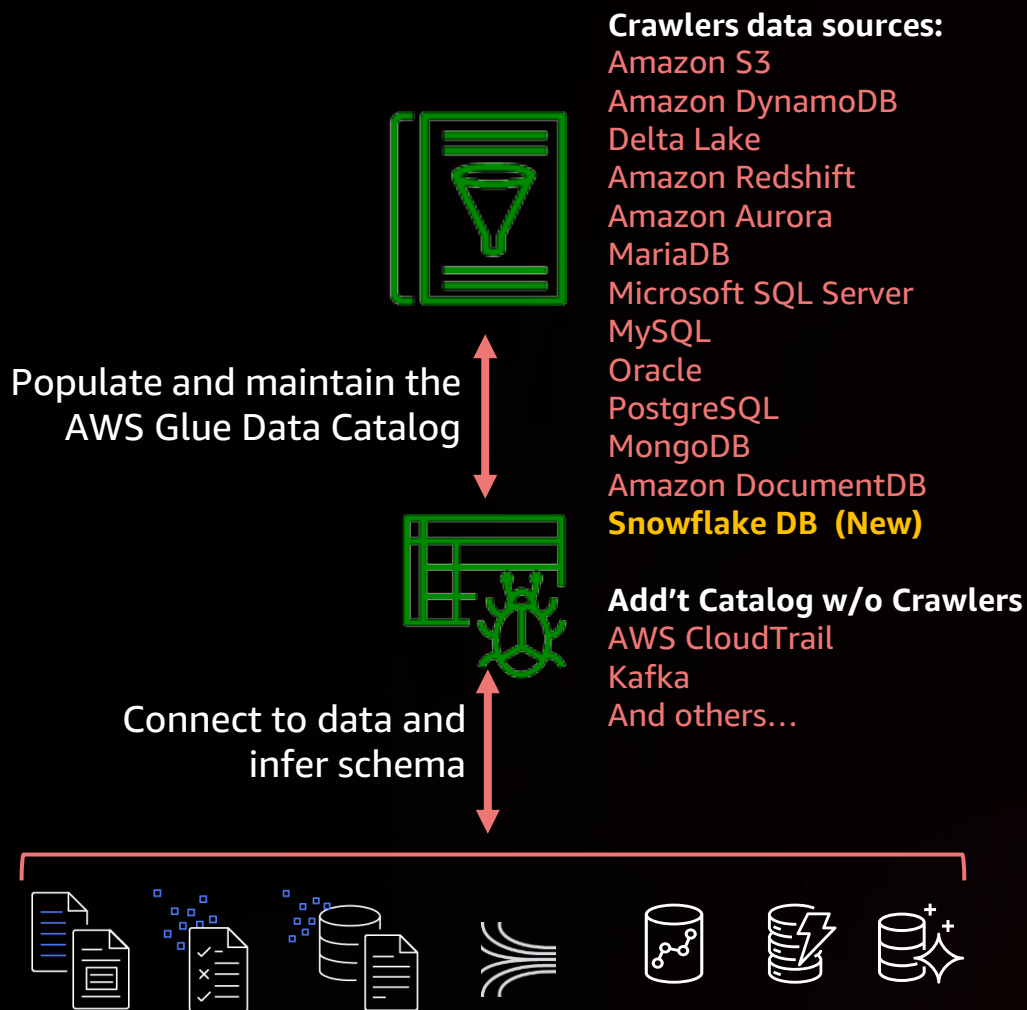 Crawlers data sources:
Amazon S3
Amazon DynamoDB
Delta Lake
Amazon Redshift
Amazon Aurora
MariaDB
Microsoft SQL Server
MySQL
Oracle
PostgreSQL
MongoDB
Amazon DocumentDB
Snowflake DB (New)
Add’t Catalog w/o Crawlers
AWS CloudTrail
Kafka
And others…
Populate and maintain the
AWS Glue Data Catalog
Connect to data and
infer schema